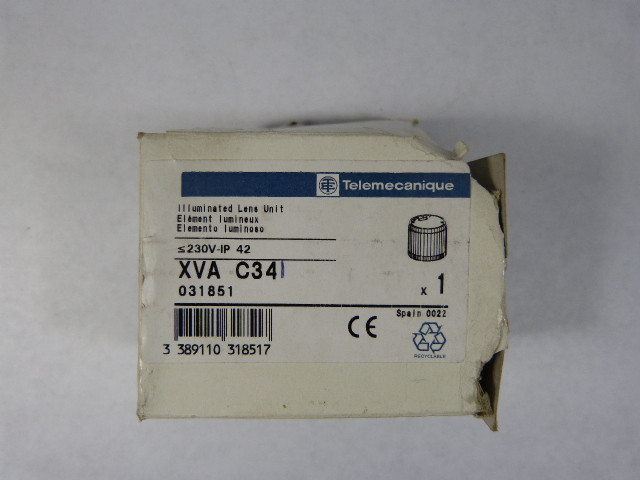 Telemecanique
Illuminated Lens Unit
Elément lumineux
Elemento luminoso
≤230V-IP 42
XVA C341
031851
x 1
Spain 0022
CE
3 389110 318517
RECYCLABLE